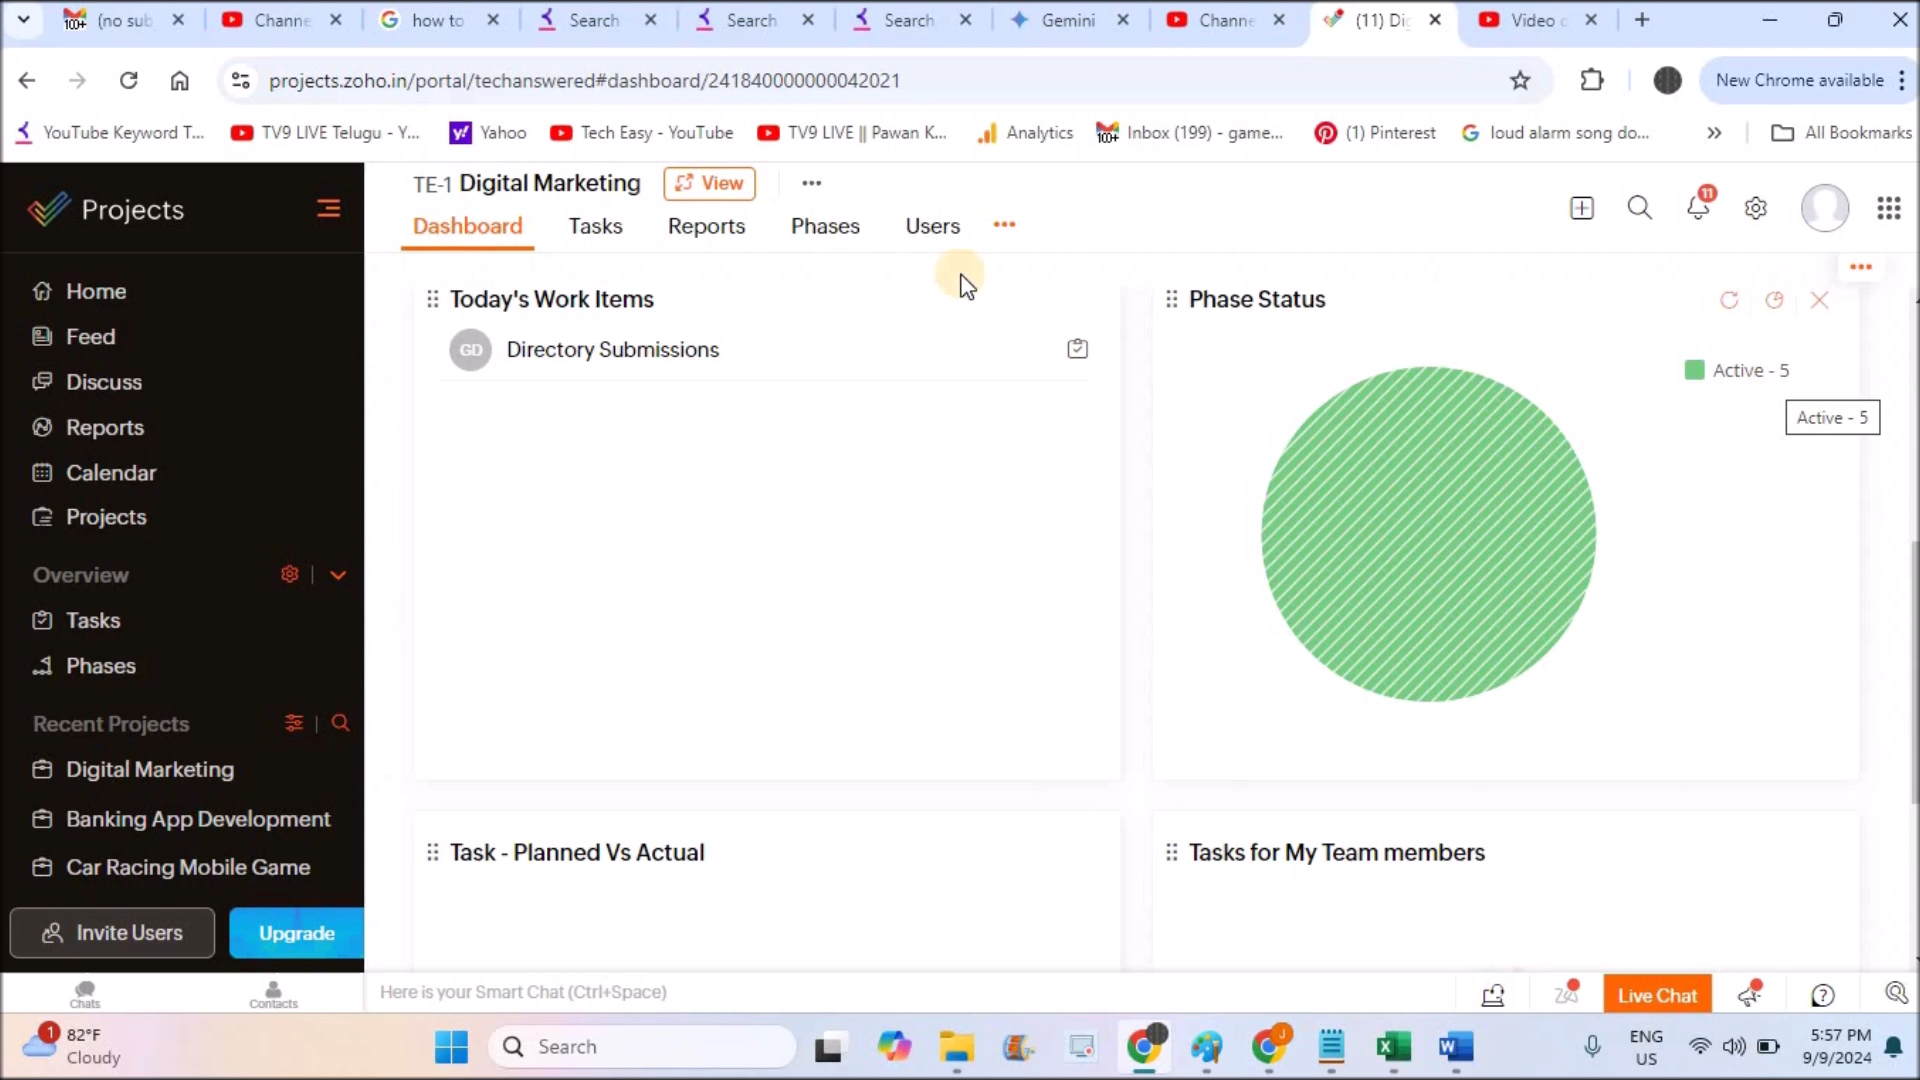 (no sub
Channe
how to
Search
Search
Search
Gemini
Channe
(11) Dig
Video c
projects.zoho.in/portal/techanswered#dashboard/241840000000042021
New Chrome available
YouTube Keyword T...
TV9 LIVE Telugu - Y...
Yahoo
Tech Easy - YouTube
TV9 LIVE || Pawan K...
Analytics
Inbox (199) - game...
(1) Pinterest
loud alarm song do...
All Bookmarks
Projects
TE-1 Digital Marketing
View
Dashboard
Tasks
Reports
Phases
Users
11
Home
Feed
Discuss
Reports
Calendar
Projects
Overview
Tasks
Phases
Recent Projects
Digital Marketing
Banking App Development
Car Racing Mobile Game
Invite Users
Upgrade
Today's Work Items
GD
Directory Submissions
Phase Status
Active - 5
Active - 5
Task - Planned Vs Actual
Tasks for My Team members
Chats
Contacts
Here is your Smart Chat (Ctrl+Space)
Live Chat
1
82°F
Cloudy
Search
ENG
US
5:57 PM
9/9/2024